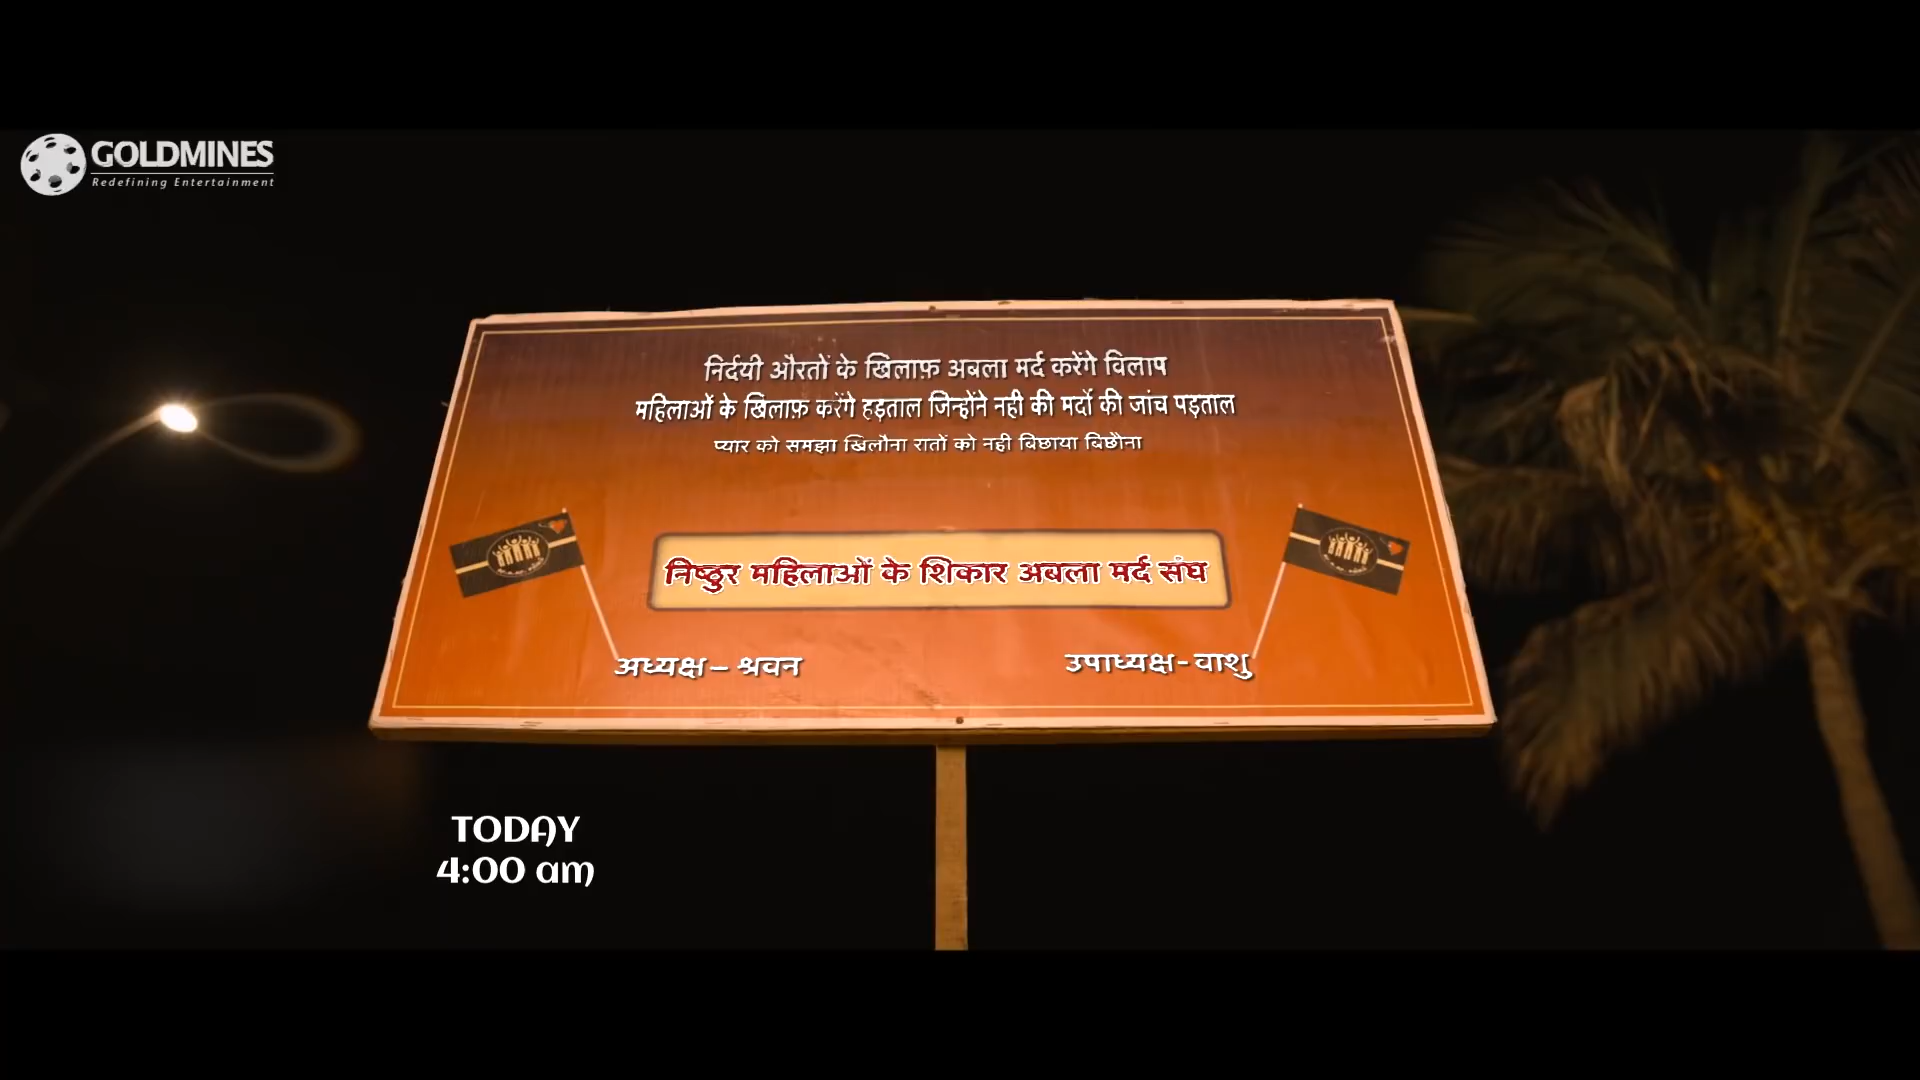 GOLDMINES
Redefining Entertainment
निर्दयी औरतों के खिलाफ़ अबला मर्द करेंगे विलाप
महिलाओं के खिलाफ़ करेंगे हड़ताल जिन्होंने नही की मर्दो की जांच पड़ताल
प्यार को समझा खिलौना रातों को नही बिछाया बिछौना
निष्ठुर महिलाओं के शिकार अबला मर्द संघ
अध्यक्ष – श्रवन
उपाध्यक्ष - वाशु
TODAY
4:00 am